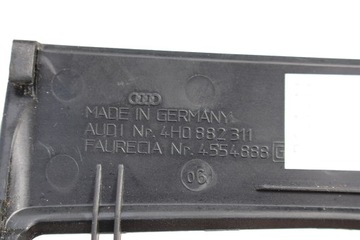 MADE IN GERMANY
AUDI Nr. 4H0 882 311
FAURECIA Nr. 4554888
06